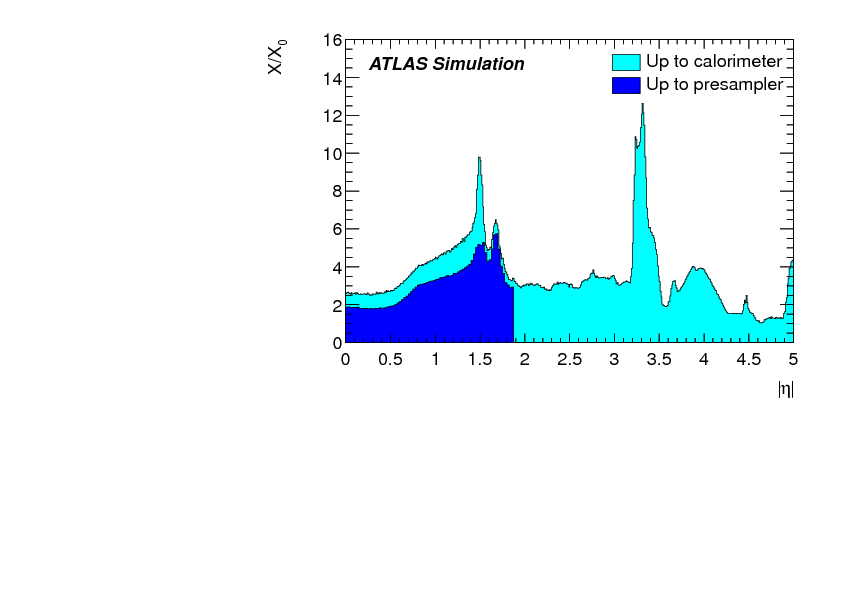 X/X0
16
14
12
10
8
6
4
2
0
ATLAS Simulation
Up to calorimeter
Up to presampler
0 0.5 1 1.5 2 2.5 3 3.5 4 4.5 5
|η|